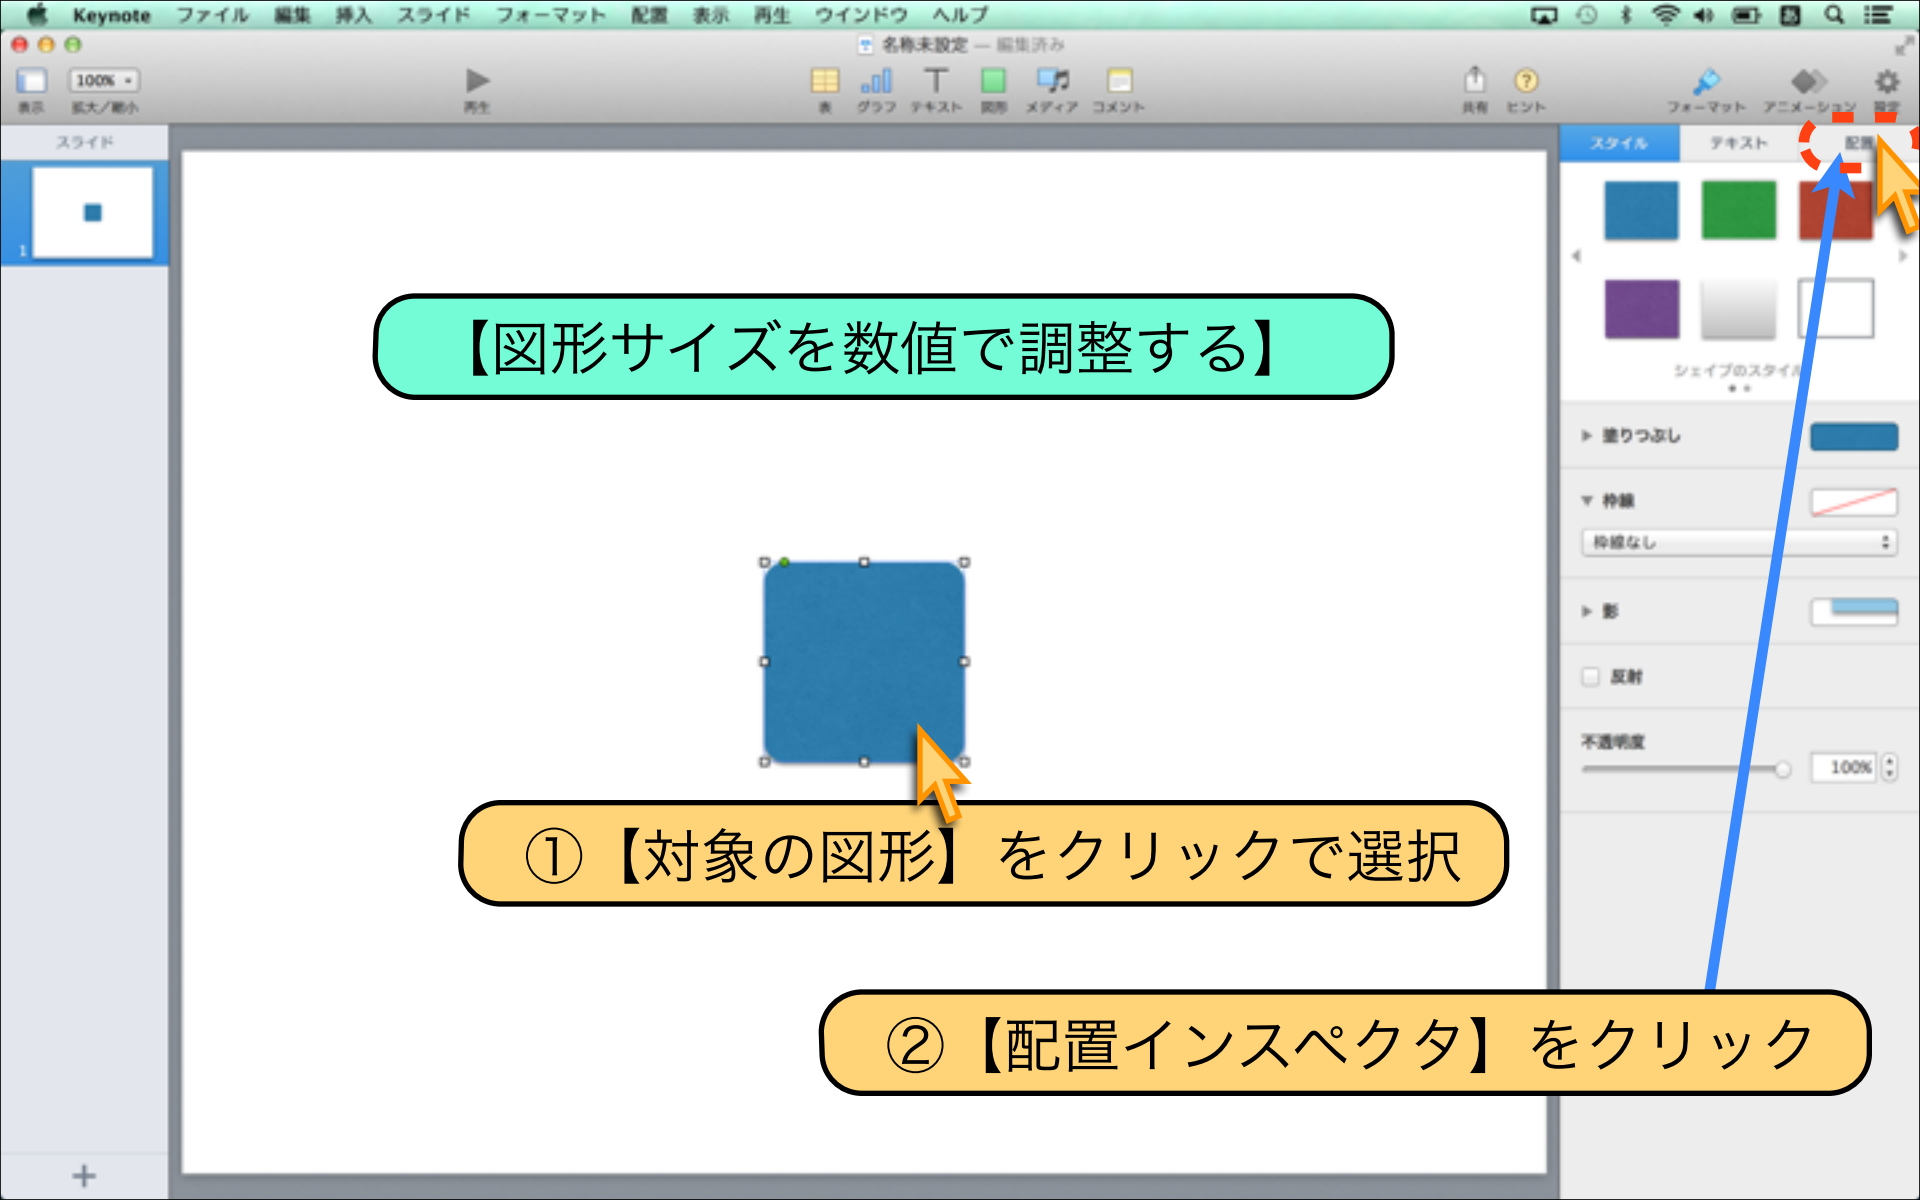 Keynote ファイル 編集 挿入 スライド フォーマット 配置 表示 再生 ウインドウ ヘルプ
名称未設定 — 編集済み
100%
表示 拡大/縮小 再生 表 グラフ テキスト 図形 メディア コメント 共有 ヒント フォーマット アニメーション 設定
スライド
スタイル テキスト 配置
1
シェイプのスタイル
【図形サイズを数値で調整する】
塗りつぶし
枠線
枠線なし
影
反射
不透明度
100%
①【対象の図形】をクリックで選択
②【配置インスペクタ】をクリック